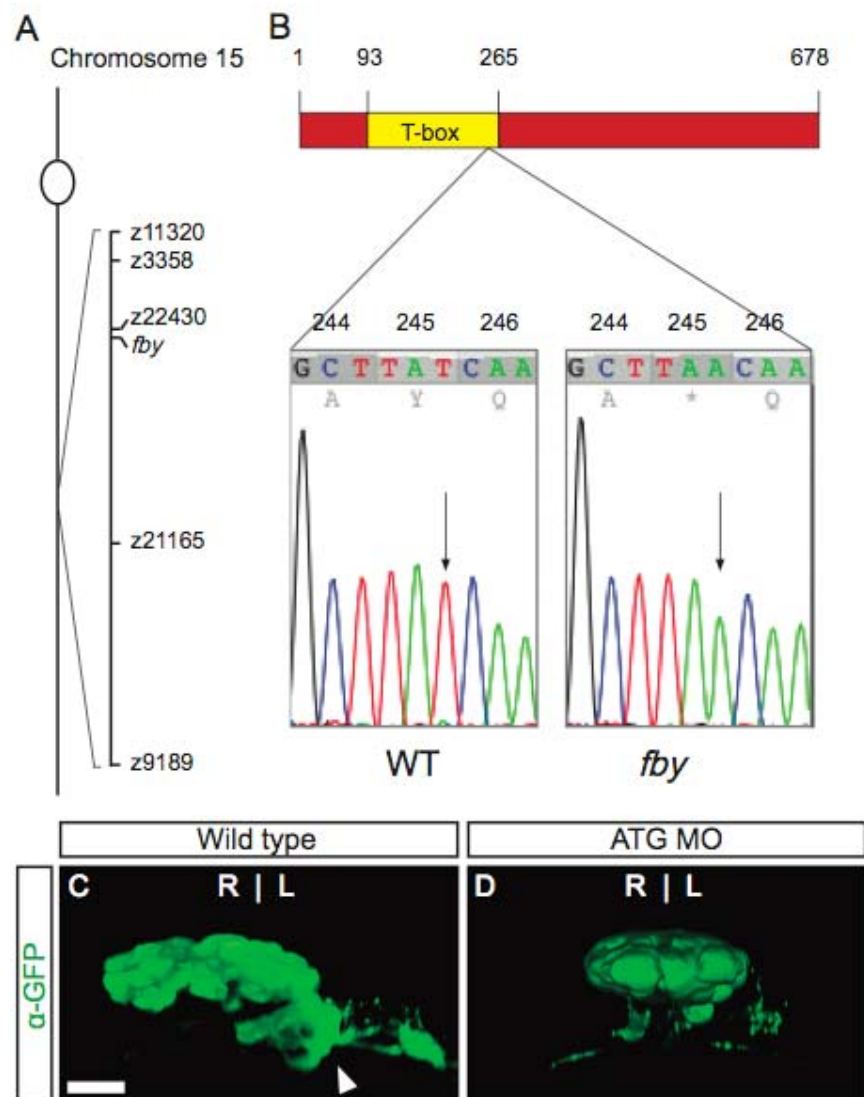 A
Chromosome 15
z11320
z3358
z22430
fby
z21165
z9189
B
1 93 265 678
T-box
244 245 246
G C T T A T C A A
A Y Q
WT
244 245 246
G C T T A A C A A
A * Q
fby
Wild type
ATG MO
α-GFP
C R | L
D R | L